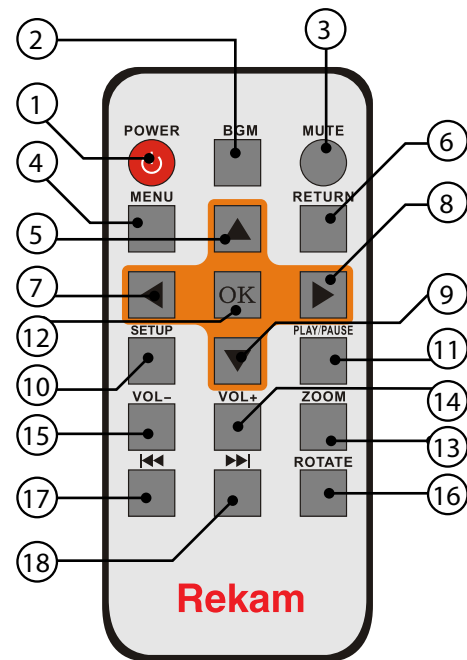 2
3
1
POWER
BGM
MUTE
6
4
MENU
RETURN
8
5
7
OK
9
12
SETUP
PLAY/PAUSE
10
11
VOL–
VOL+
ZOOM
14
15
13
ROTATE
17
16
18
Rekam